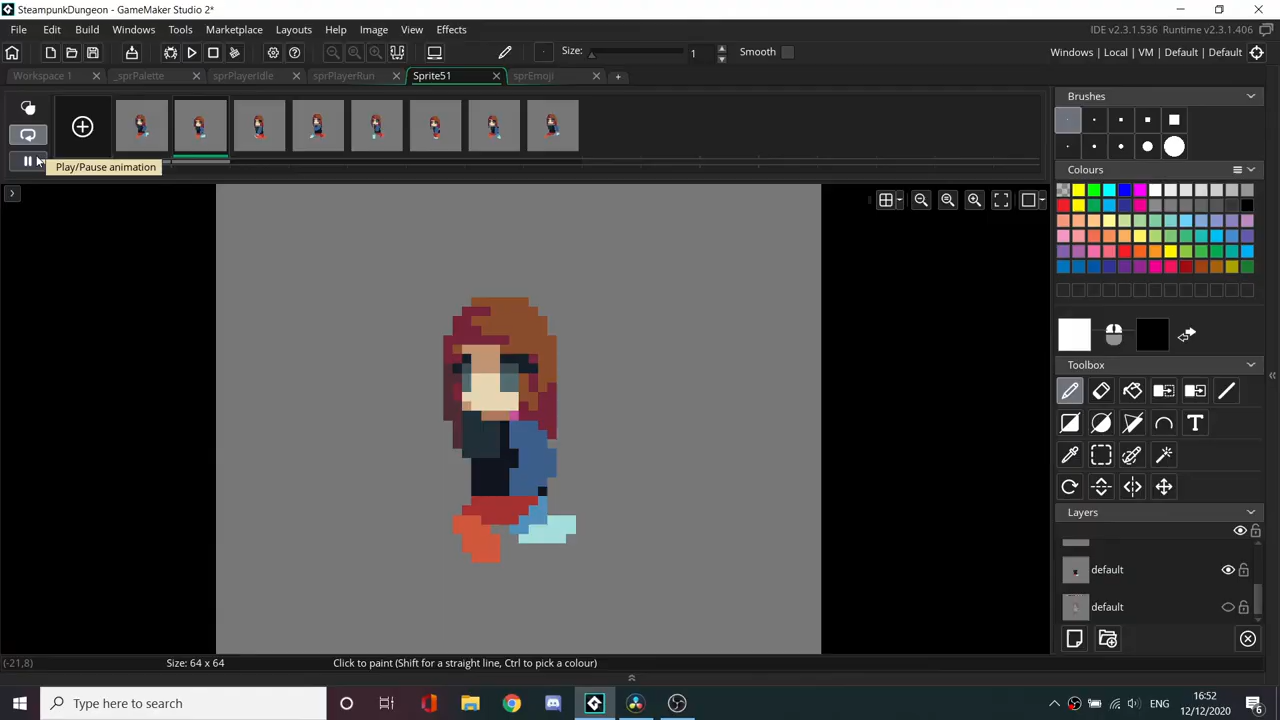 SteampunkDungeon - GameMaker Studio 2*
File Edit Build Windows Tools Marketplace Layouts Help Image View Effects
IDE v2.3.1.536 Runtime v2.3.1.406
Size: 1 Smooth
Windows | Local | VM | Default | Default
Workspace 1 _sprPalette sprPlayerIdle sprPlayerRun Sprite51 sprEmoji
Brushes
Play/Pause animation
Colours
Toolbox
Layers
default
default
(-21,8) Size: 64 x 64 Click to paint (Shift for a straight line, Ctrl to pick a colour)
Type here to search
ENG
16:52
12/12/2020
6